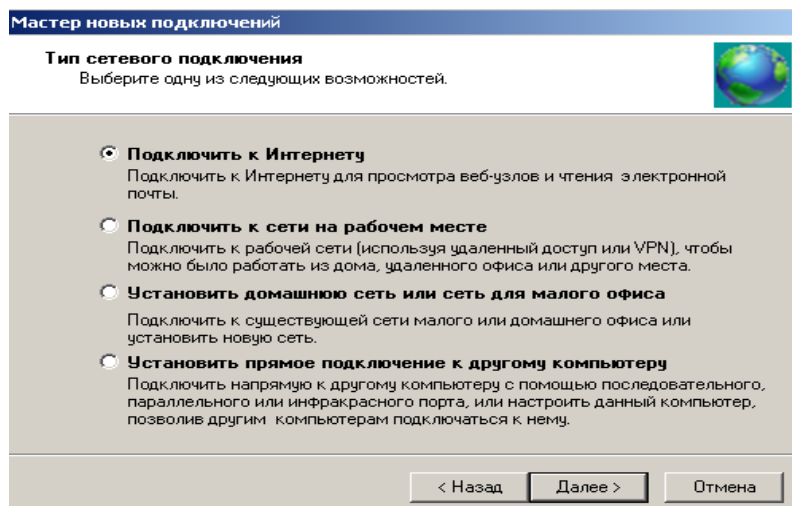 Мастер новых подключений
Тип сетевого подключения
Выберите одну из следующих возможностей.
Подключить к Интернету
Подключить к Интернету для просмотра веб-узлов и чтения электронной
почты.
Подключить к сети на рабочем месте
Подключить к рабочей сети (используя удаленный доступ или VPN), чтобы
можно было работать из дома, удаленного офиса или другого места.
Установить домашнюю сеть или сеть для малого офиса
Подключить к существующей сети малого или домашнего офиса или
установить новую сеть.
Установить прямое подключение к другому компьютеру
Подключить напрямую к другому компьютеру с помощью последовательного,
параллельного или инфракрасного порта, или настроить данный компьютер,
позволив другим компьютерам подключаться к нему.
< Назад Далее > Отмена